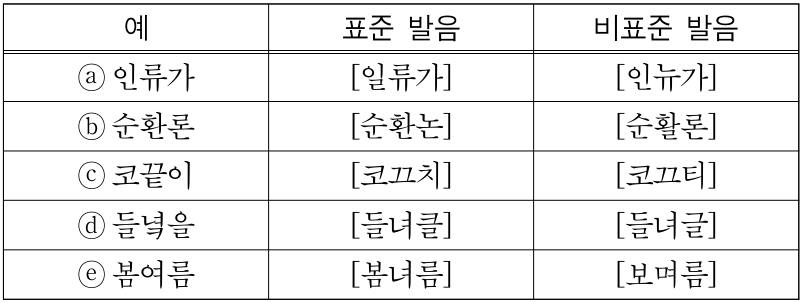 예 표준 발음 비표준 발음
ⓐ 인류가 [일류가] [인뉴가]
ⓑ 순환론 [순환논] [순활론]
ⓒ 코끝이 [코끄치] [코끄티]
ⓓ 들녘을 [들녀클] [들녀글]
ⓔ 봄여름 [봄녀름] [보며름]